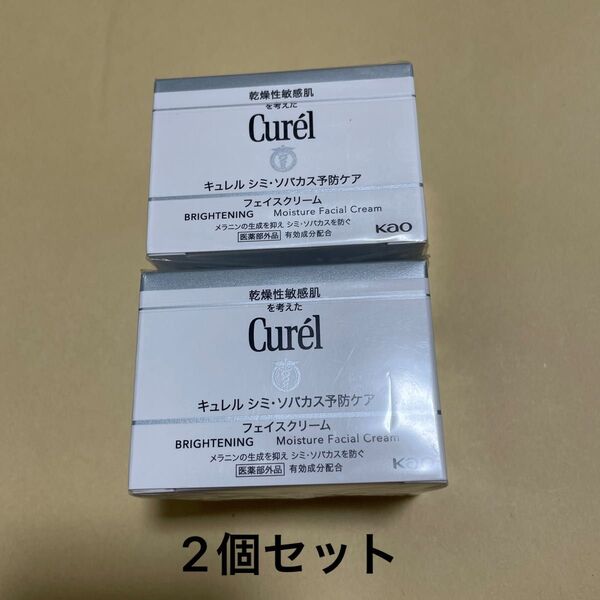 乾燥性敏感肌
を考えた
Curél
キュレル シミ・ソバカス予防ケア
フェイスクリーム
BRIGHTENING Moisture Facial Cream
メラニンの生成を抑え シミ・ソバカスを防ぐ
医薬部外品 有効成分配合
Kao
乾燥性敏感肌
を考えた
Curél
キュレル シミ・ソバカス予防ケア
フェイスクリーム
BRIGHTENING Moisture Facial Cream
メラニンの生成を抑え シミ・ソバカスを防ぐ
医薬部外品 有効成分配合
Kao
2個セット